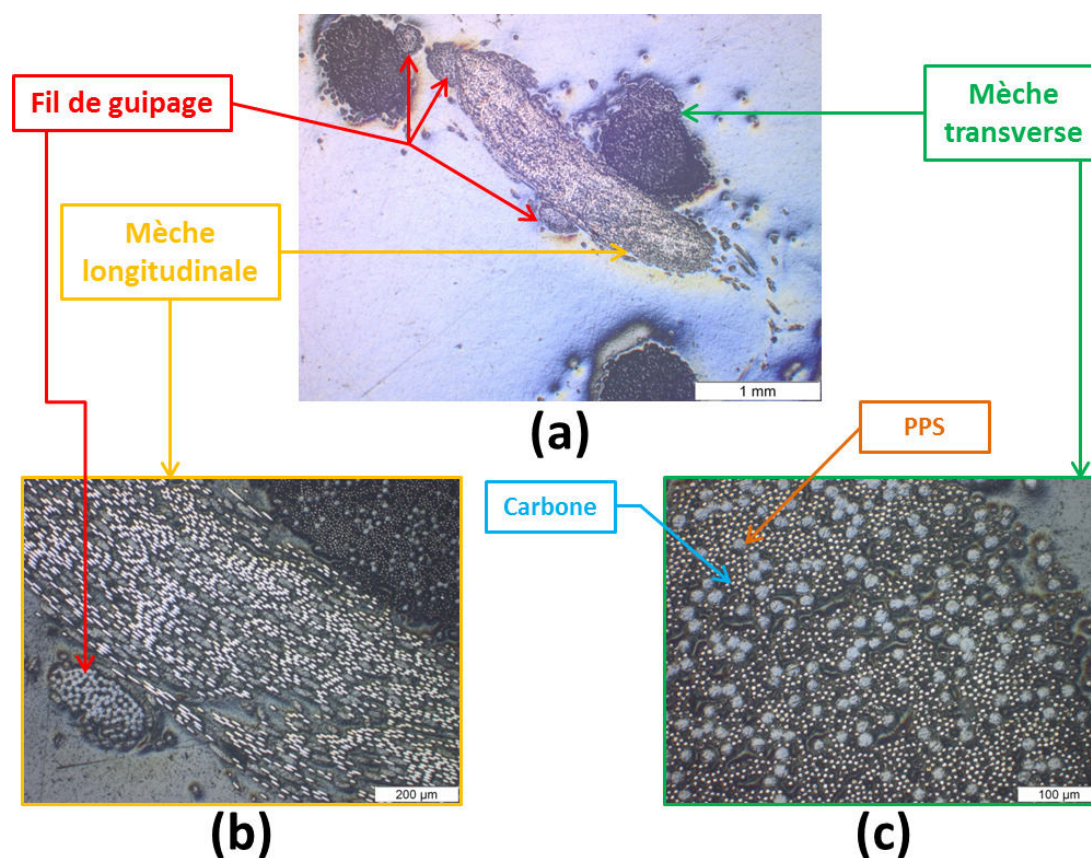 Fil de guipage
Mèche
transverse
Mèche
longitudinale
1 mm
(a)
PPS
Carbone
200 µm
100 µm
(b)
(c)